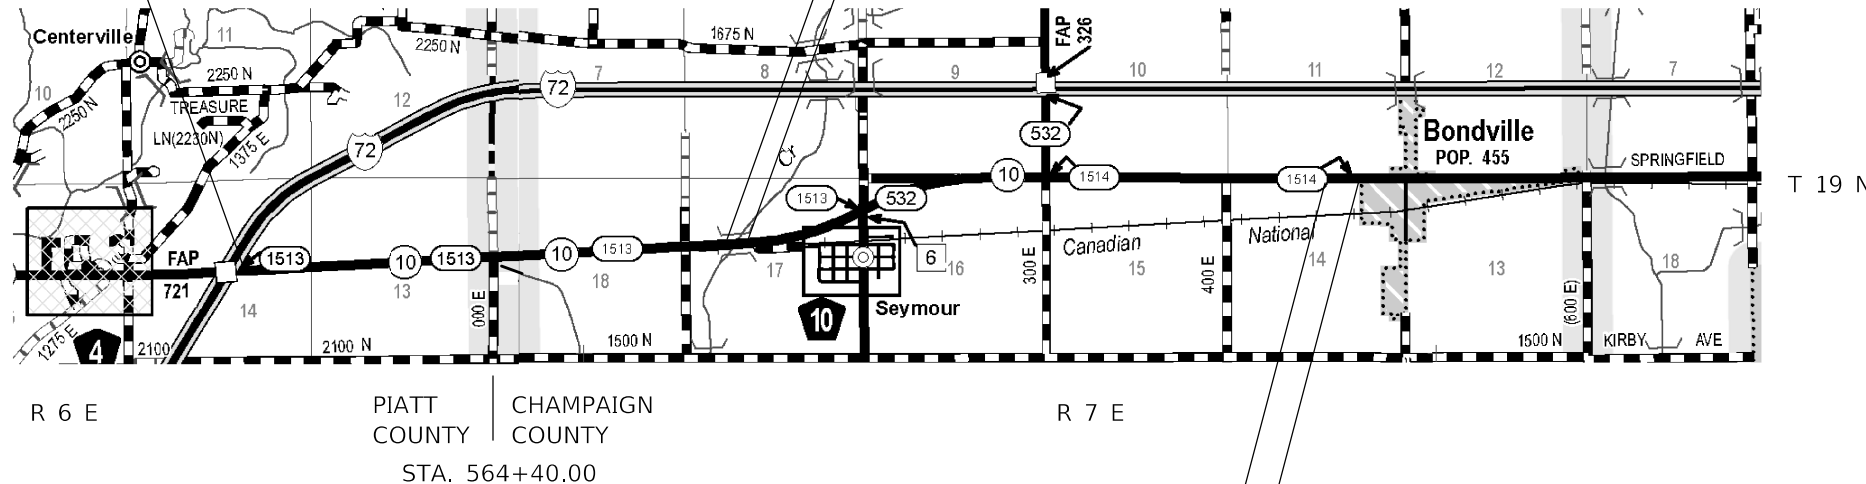 Centerville
11
2250 N
1675 N
FAP
326
10
2250 N
2250 N
TREASURE
12
72
7
8
9
10
11
12
7
LN(2230N)
1375 E
72
532
Bondville
POP. 455
Cr
10
1514
1514
SPRINGFIELD
T 19 N
1513
532
FAP
721
1513
10
1513
10
1513
17
6
16
Canadian
National
15
14
13
18
14
13
000 E
18
300 E
400 E
(600 E)
Seymour
10
1275 E
4
2100
2100 N
1500 N
1500 N
KIRBY AVE
R 6 E
PIATT
COUNTY
CHAMPAIGN
COUNTY
R 7 E
STA. 564+40.00